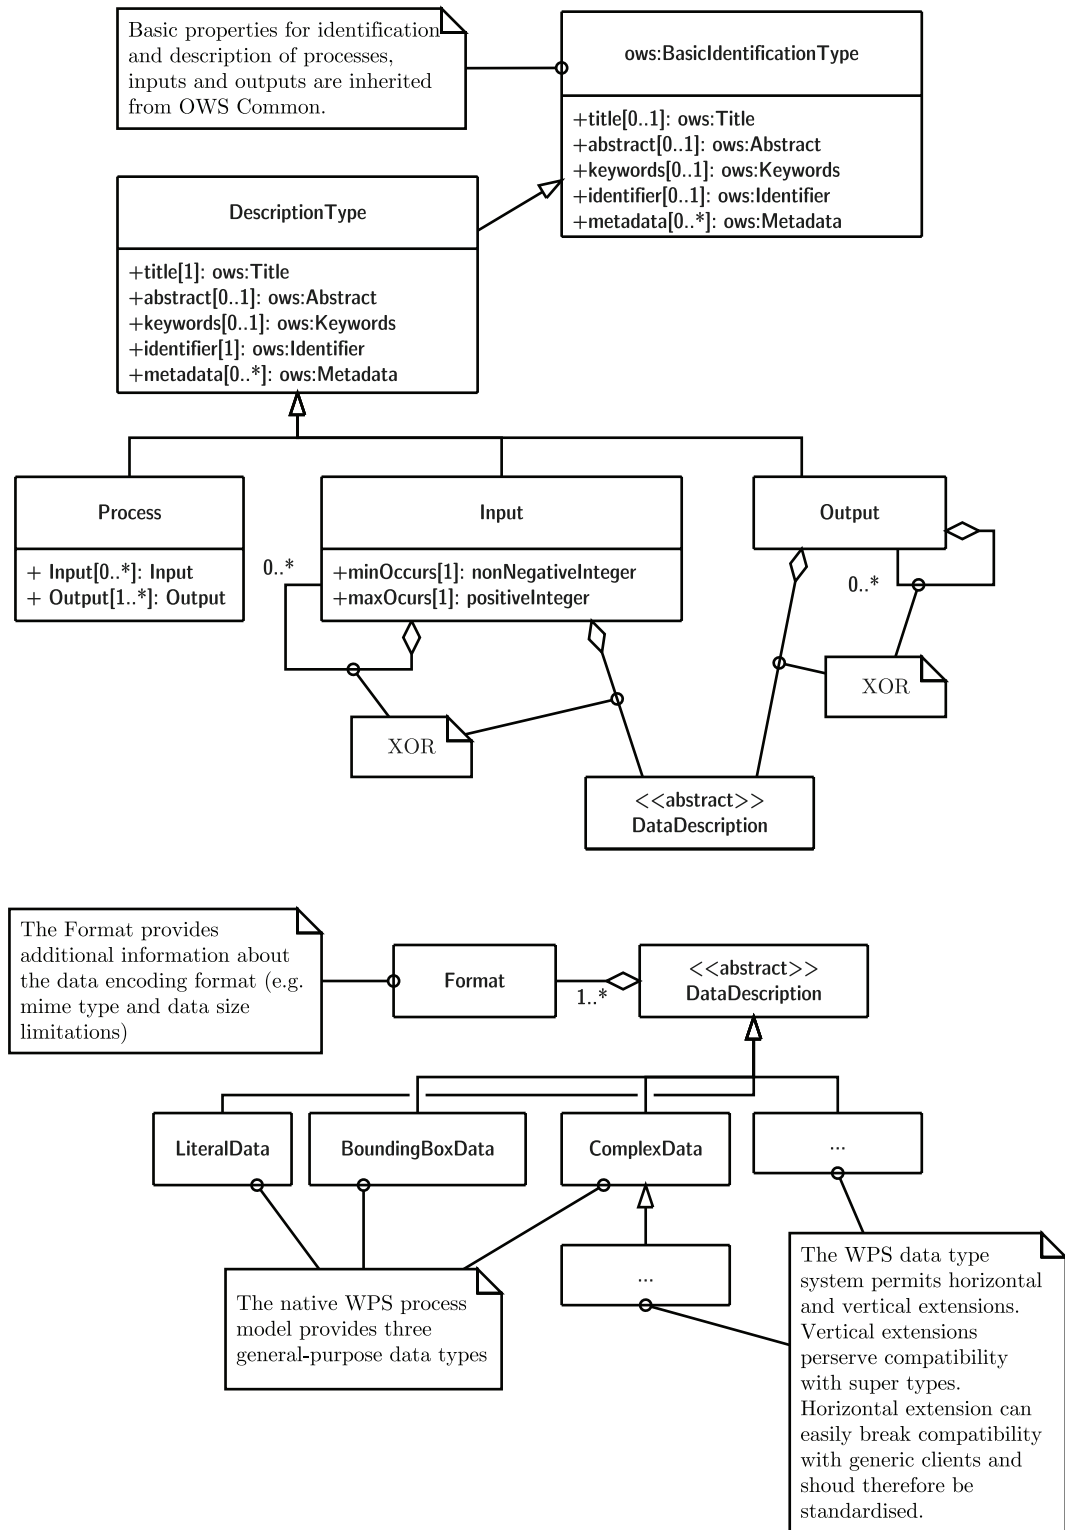 Basic properties for identification
and description of processes,
inputs and outputs are inherited
from OWS Common.
ows:BasicIdentificationType
+title[0..1]: ows:Title
+abstract[0..1]: ows:Abstract
+keywords[0..1]: ows:Keywords
+identifier[0..1]: ows:Identifier
+metadata[0..*]: ows:Metadata
DescriptionType
+title[1]: ows:Title
+abstract[0..1]: ows:Abstract
+keywords[0..1]: ows:Keywords
+identifier[1]: ows:Identifier
+metadata[0..*]: ows:Metadata
Process
+ Input[0..*]: Input
+ Output[1..*]: Output
Input
0..*
+minOccurs[1]: nonNegativeInteger
+maxOcurs[1]: positiveInteger
Output
0..*
XOR
XOR
<<abstract>>
DataDescription
The Format provides
additional information about
the data encoding format (e.g.
mime type and data size
limitations)
Format
1..*
<<abstract>>
DataDescription
LiteralData
BoundingBoxData
ComplexData
...
...
The native WPS process
model provides three
general-purpose data types
The WPS data type
system permits horizontal
and vertical extensions.
Vertical extensions
perserve compatibility
with super types.
Horizontal extension can
easily break compatibility
with generic clients and
shoud therefore be
standardised.